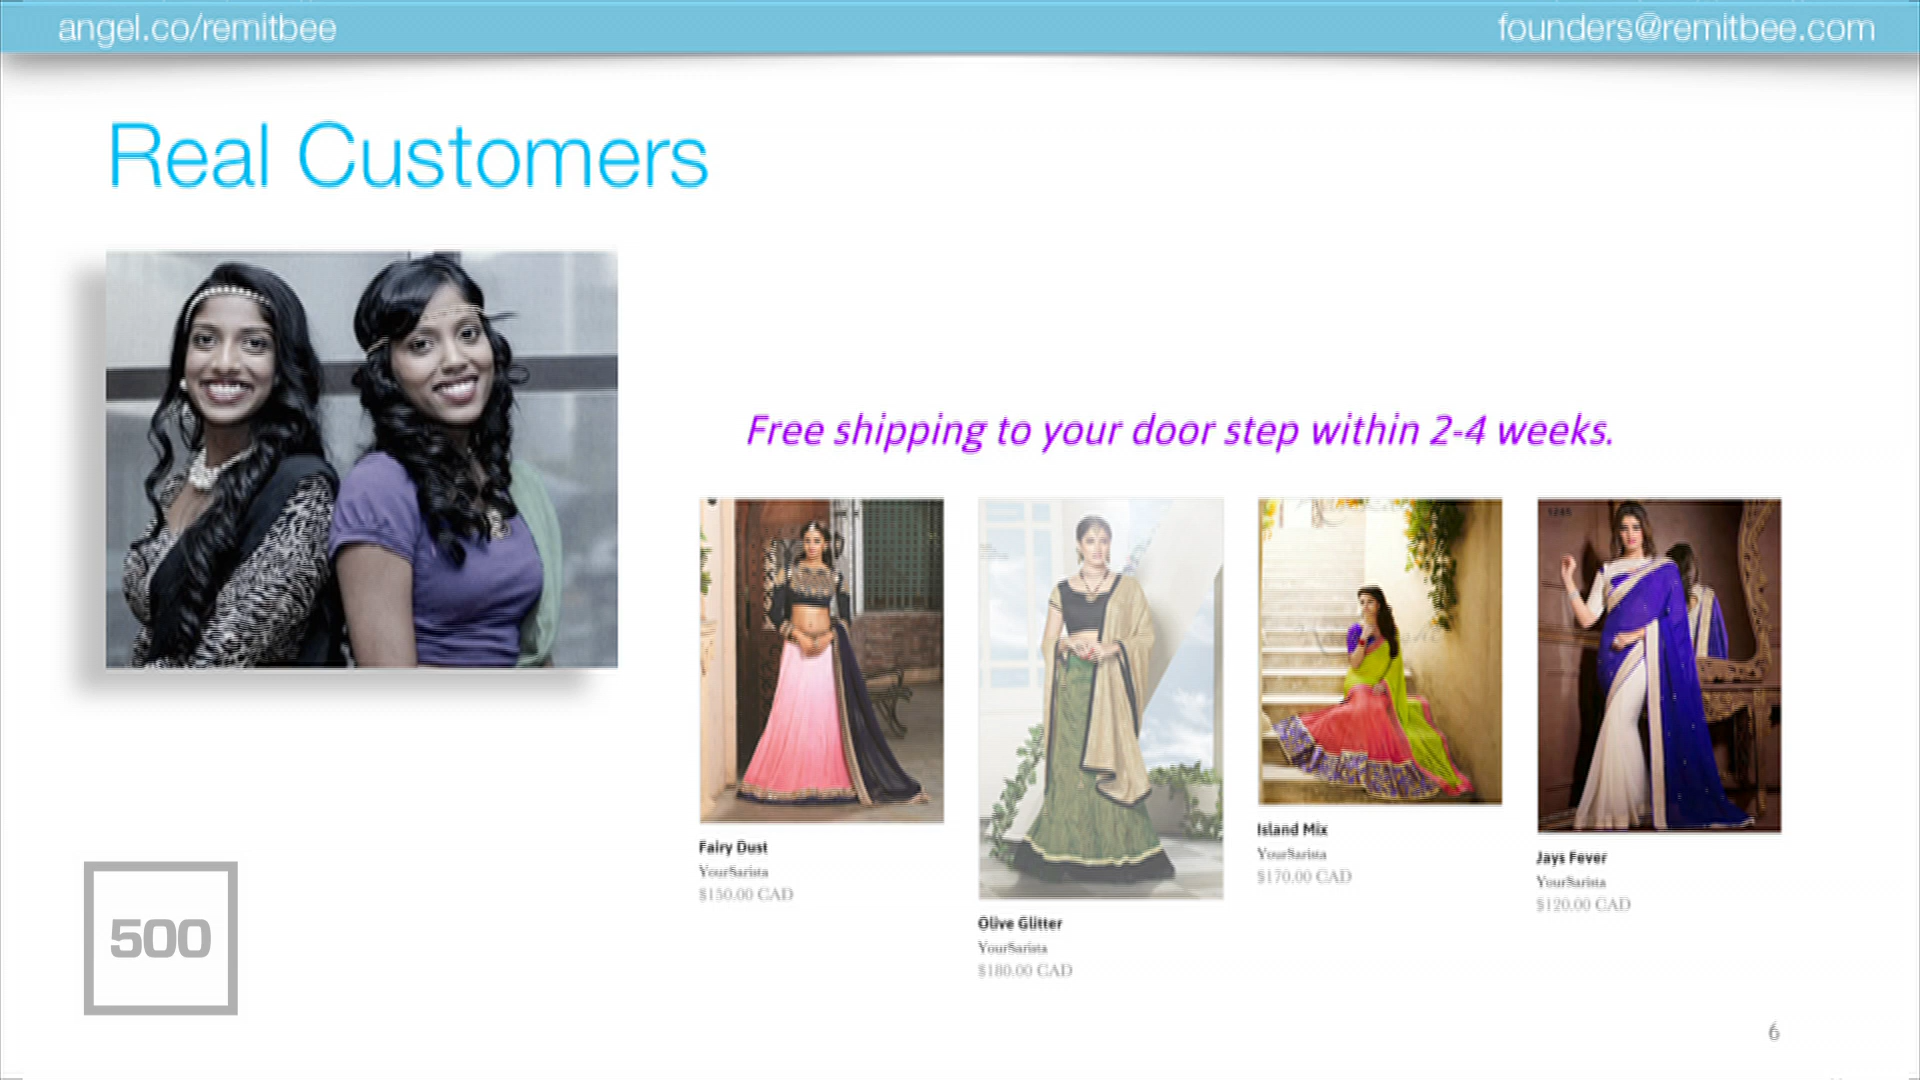 angel.co/remitbee
founders@remitbee.com
Real Customers
Free shipping to your door step within 2-4 weeks.
Fairy Dust
YourSarista
$150.00 CAD
Olive Glitter
YourSarista
$180.00 CAD
Island Mix
YourSarista
$170.00 CAD
Jays Fever
YourSarista
$120.00 CAD
500
6